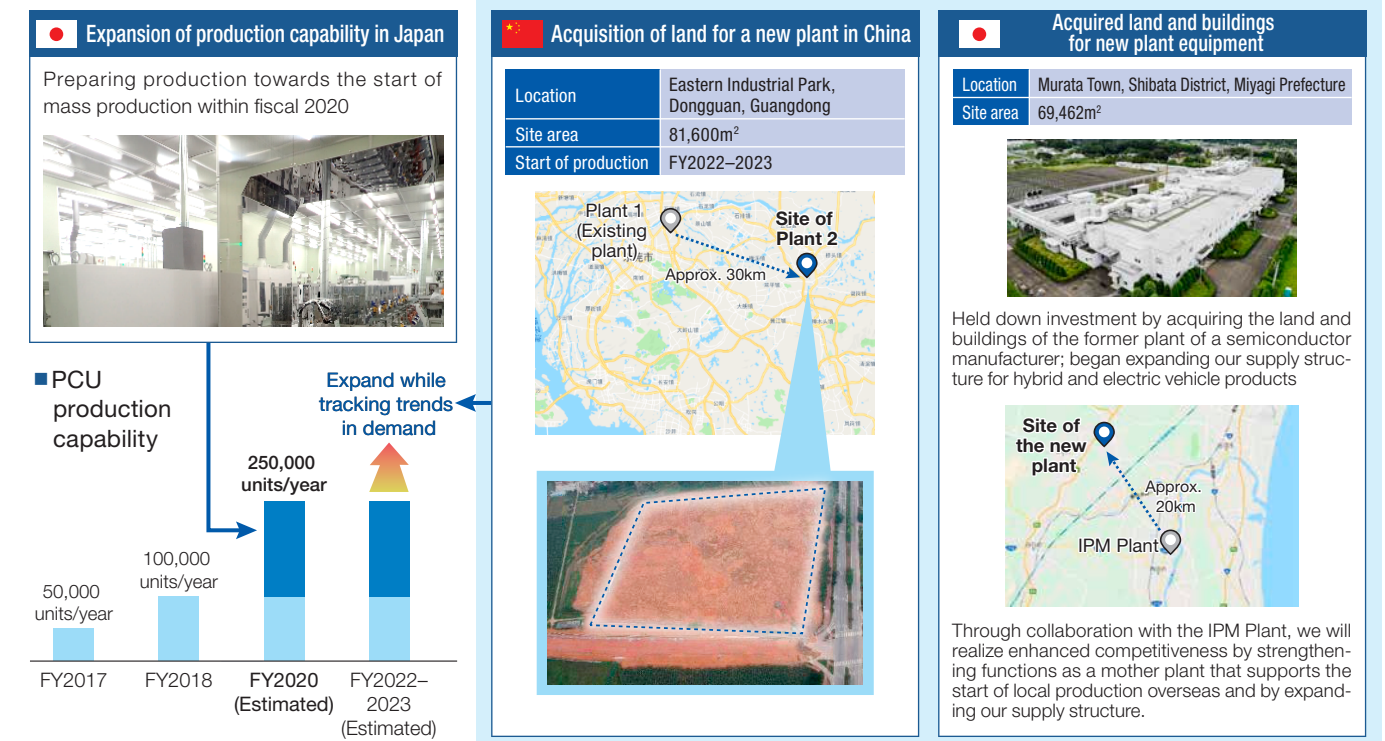 Expansion of production capability in Japan
Preparing production towards the start of
mass production within fiscal 2020
■ PCU
production
capability
Expand while
tracking trends
in demand
250,000
units/year
100,000
units/year
50,000
units/year
FY2017
FY2018
FY2020
(Estimated)
FY2022–
2023
(Estimated)
Acquisition of land for a new plant in China
Location
Eastern Industrial Park,
Dongguan, Guangdong
Site area
81,600m²
Start of production
FY2022–2023
Plant 1
(Existing
plant)
Site of
Plant 2
Approx. 30km
Acquired land and buildings
for new plant equipment
Location
Murata Town, Shibata District, Miyagi Prefecture
Site area
69,462m²
Held down investment by acquiring the land and
buildings of the former plant of a semiconductor
manufacturer; began expanding our supply struc-
ture for hybrid and electric vehicle products
Site of
the new
plant
Approx.
20km
IPM Plant
Through collaboration with the IPM Plant, we will
realize enhanced competitiveness by strengthen-
ing functions as a mother plant that supports the
start of local production overseas and by expand-
ing our supply structure.